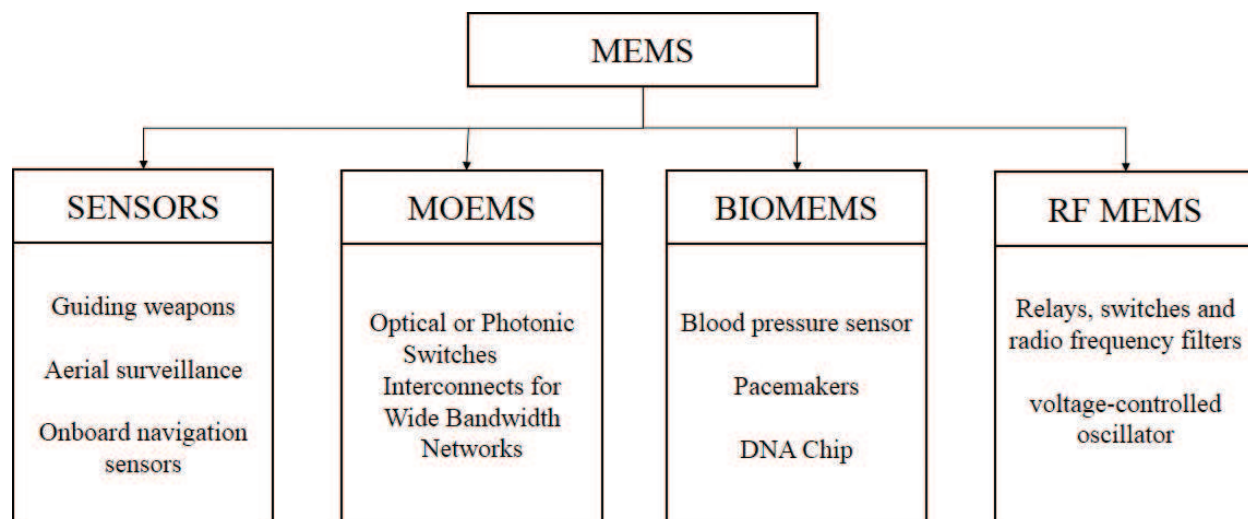 MEMS
SENSORS
Guiding weapons
Aerial surveillance
Onboard navigation
sensors
MOEMS
Optical or Photonic
Switches
Interconnects for
Wide Bandwidth
Networks
BIOMEMS
Blood pressure sensor
Pacemakers
DNA Chip
RF MEMS
Relays, switches and
radio frequency filters
voltage-controlled
oscillator